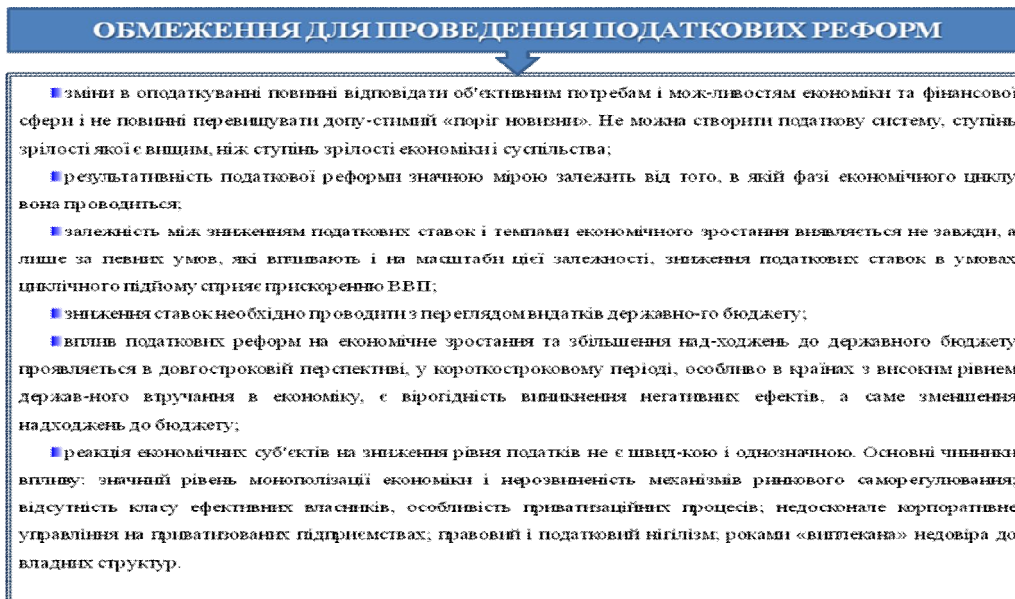 ОБМЕЖЕННЯ ДЛЯ ПРОВЕДЕННЯ ПОДАТКОВИХ РЕФОРМ
зміни в оподаткуванні повинні відповідати об'єктивним потребам і мож-ливостям економіки та фінансової
сфери і не повинні перевищувати допу-стимий «поріг новизни». Не можна створити податкову систему, ступінь
зрілості якої є вищим, ніж ступінь зрілості економіки і суспільства;
результативність податкової реформи значною мірою залежить від того, в якій фазі економічного циклу
вона проводиться;
залежність між зниженням податкових ставок і темпами економічного зростання виявляється не завжди, а
лише за певних умов, які впливають і на масштаби цієї залежності, зниження податкових ставок в умовах
циклічного підйому сприяє прискоренню ВВП;
зниження ставок необхідно проводити з переглядом видатків державно-го бюджету;
вплив податкових реформ на економічне зростання та збільшення над-ходжень до державного бюджету
проявляється в довгостроковій перспективі, у короткостроковому періоді, особливо в країнах з високим рівнем
держав-ного втручання в економіку, є вірогідність виникнення негативних ефектів, а саме зменшення
надходжень до бюджету;
реакція економічних суб'єктів на зниження рівня податків не є швид-кою і однозначною. Основні чинники
впливу: значний рівень монополізації економіки і нерозвиненість механізмів ринкового саморегулювання;
відсутність класу ефективних власників, особливість приватизаційних процесів; недосконале корпоративне
управління на приватизованих підприємствах; правовий і податковий нігілізм; роками «виплекана» недовіра до
владних структур.